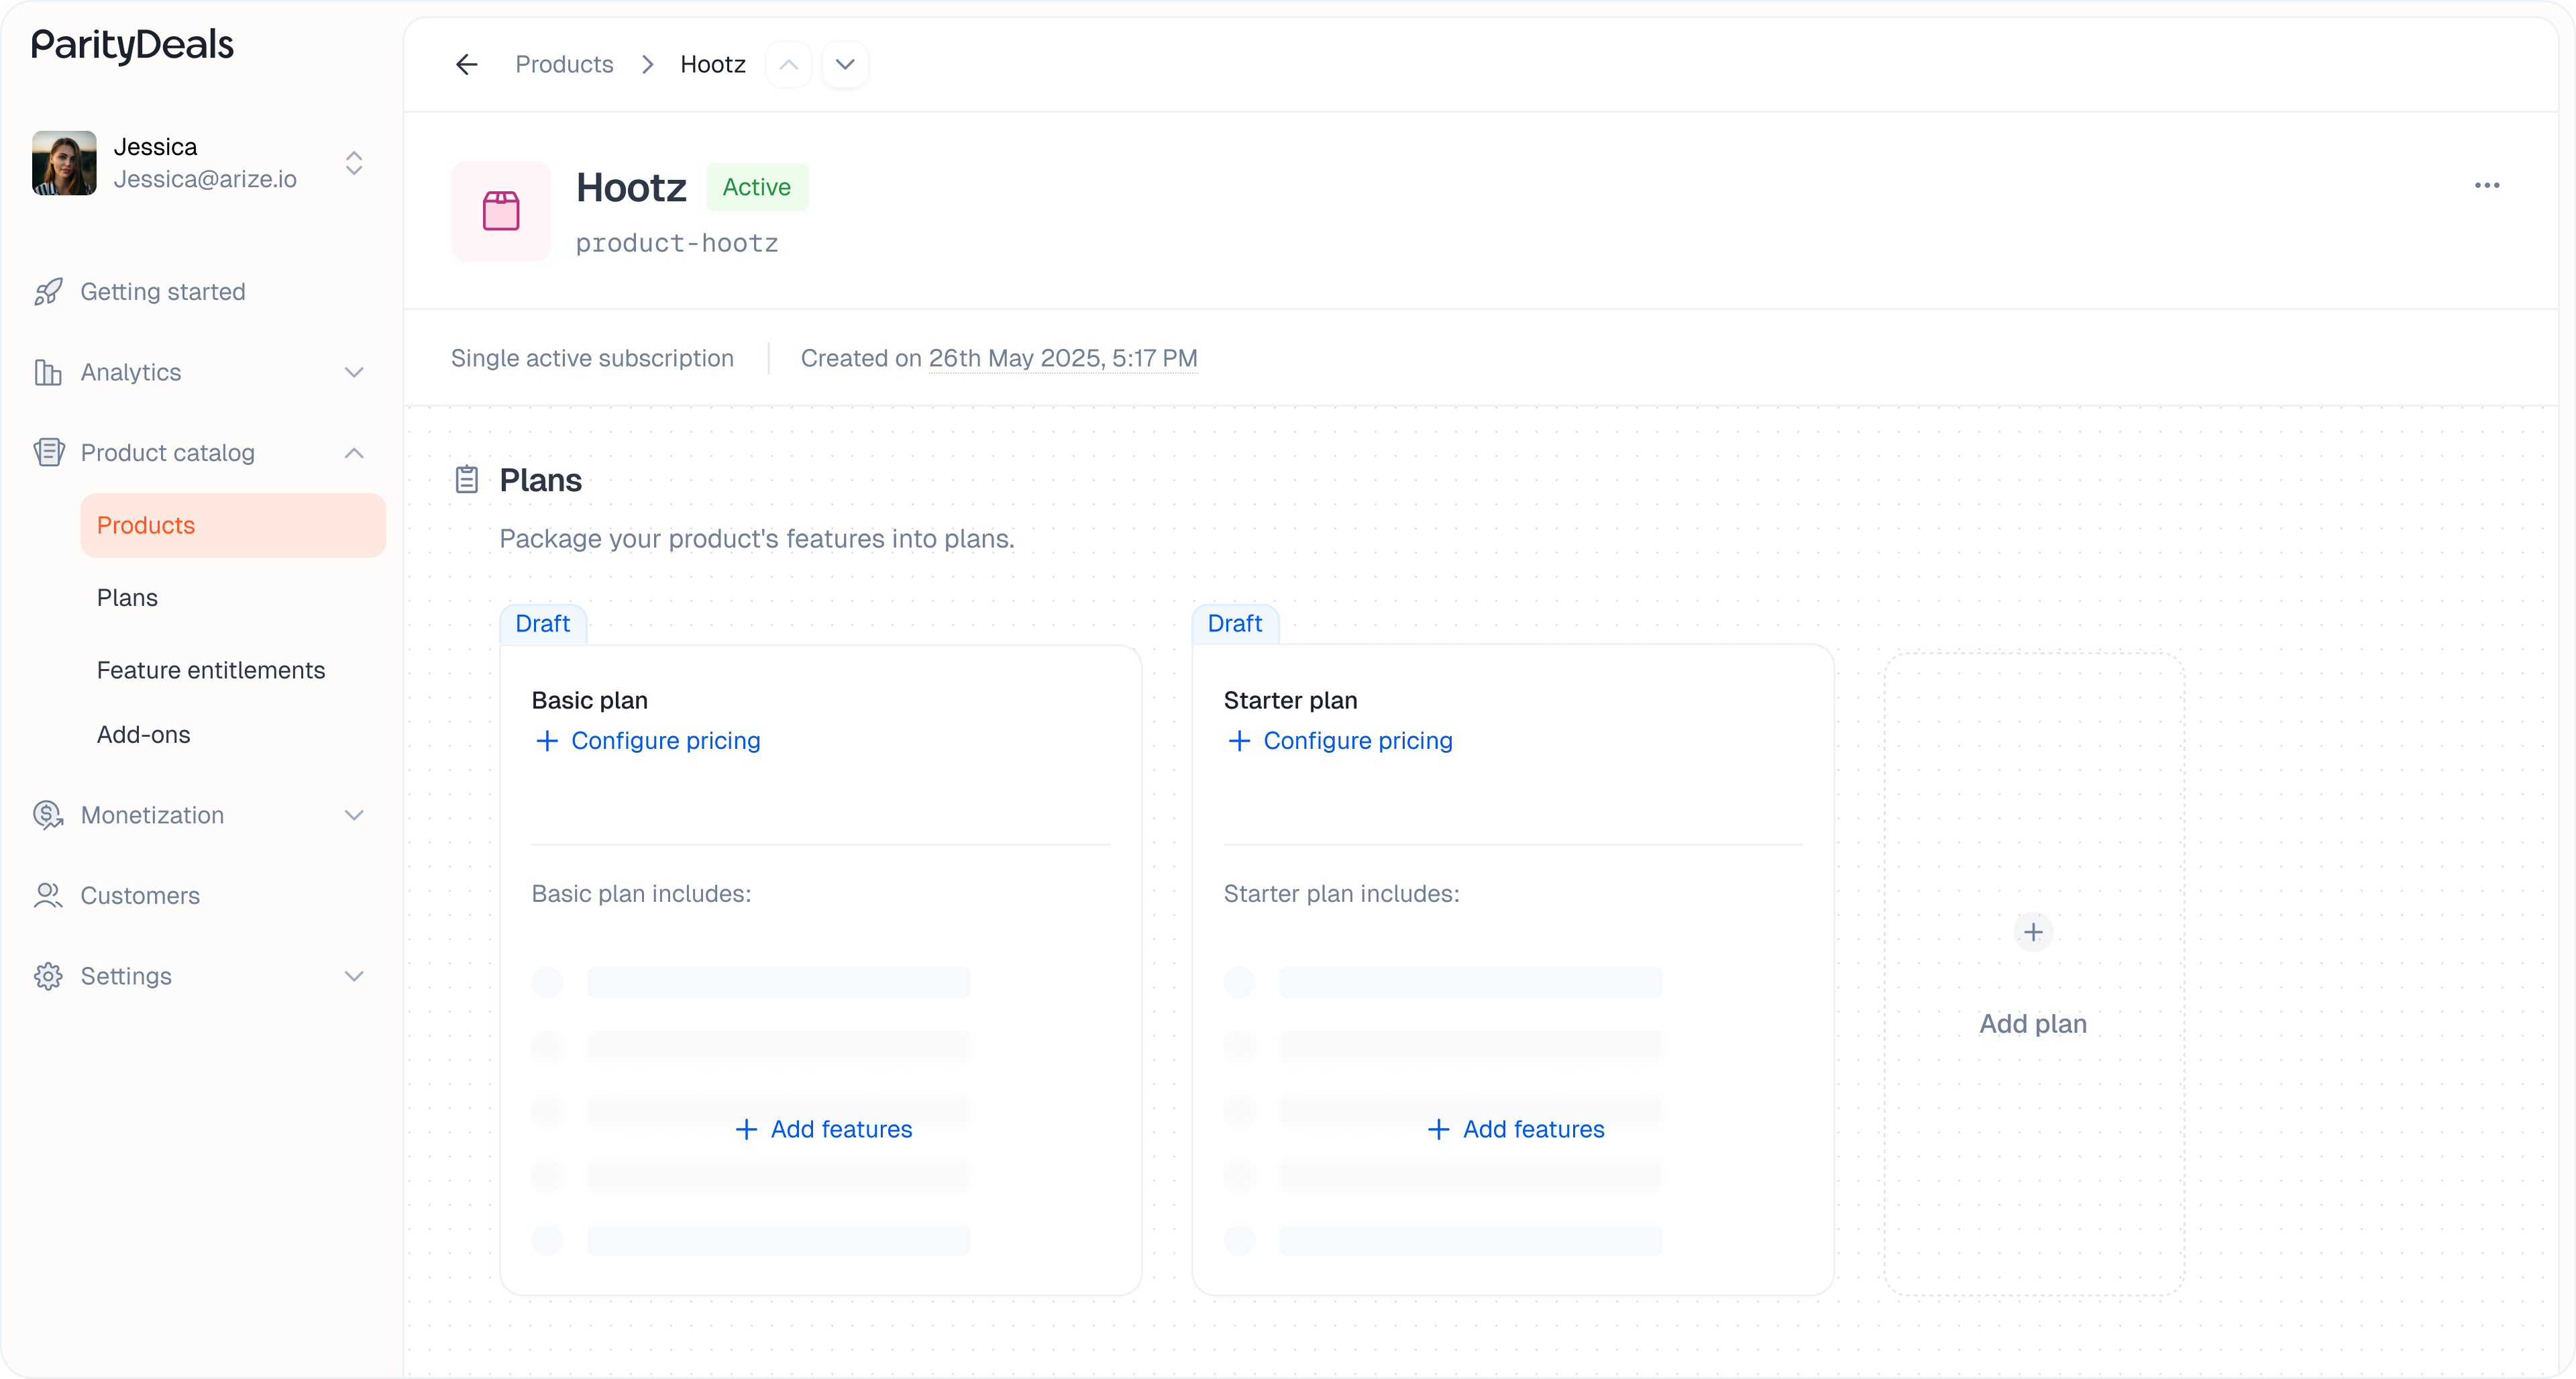 ParityDeals
Products
Hootz
Jessica
Jessica@arize.io
Hootz
Active
product-hootz
Getting started
Single active subscription
Created on 26th May 2025, 5:17 PM
Analytics
Product catalog
Products
Plans
Feature entitlements
Add-ons
Monetization
Customers
Settings
Plans
Package your product's features into plans.
Draft
Basic plan
Configure pricing
Basic plan includes:
Add features
Draft
Starter plan
Configure pricing
Starter plan includes:
Add features
Add plan